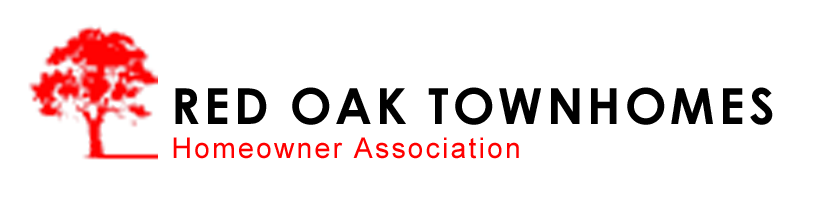 RED OAK TOWNHOMES
Homeowner Association